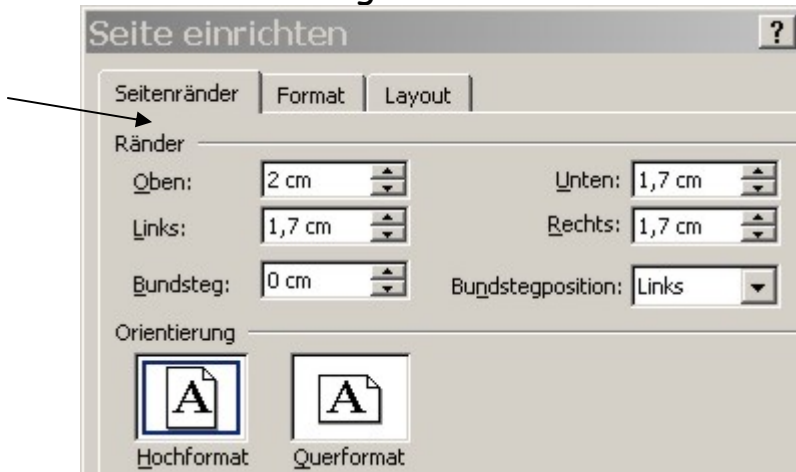 Seite einrichten ?
Seitenränder Format Layout
Ränder
Oben: 2 cm Unten: 1,7 cm
Links: 1,7 cm Rechts: 1,7 cm
Bundsteg: 0 cm Bundstegposition: Links
Orientierung
A A
Hochformat Querformat